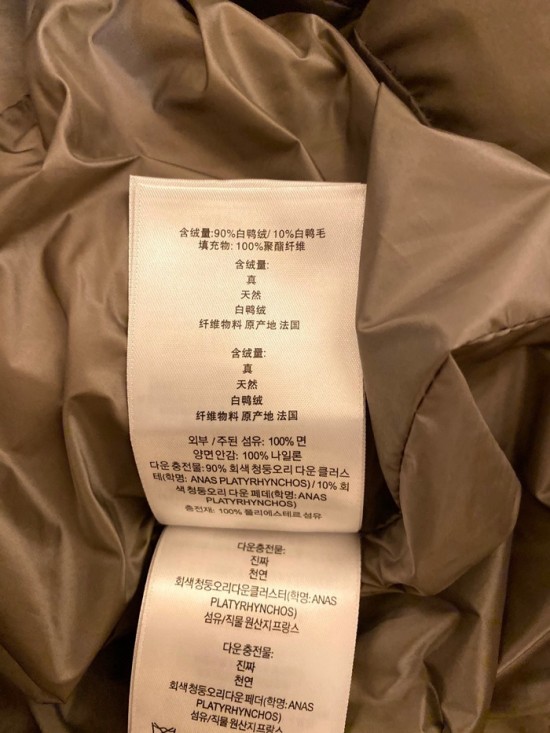 含绒量:90%白鸭绒/ 10%白鸭毛
填充物: 100%聚酯纤维
含绒量:
真
天然
白鸭绒
纤维物料 原产地 法国
含绒量:
真
天然
白鸭绒
纤维物料 原产地 法国
외부 / 주된 섬유: 100% 면
양면 안감: 100% 나일론
다운 충전물: 90% 회색 청둥오리 다운 클러스
테(학명: ANAS PLATYRHYNCHOS) / 10% 회
색 청둥오리 다운 페데(학명: ANAS
PLATYRHYNCHOS)
충전재: 100% 폴리에스테르 섬유
다운충전물:
진짜
천연
회색청둥오리다운클러스터(학명: ANAS
PLATYRHYNCHOS)
섬유/직물 원산지프랑스
다운충전물:
진짜
천연
회색청둥오리다운 페더(학명: ANAS
PLATYRHYNCHOS)
섬유/직물 원산지프랑스